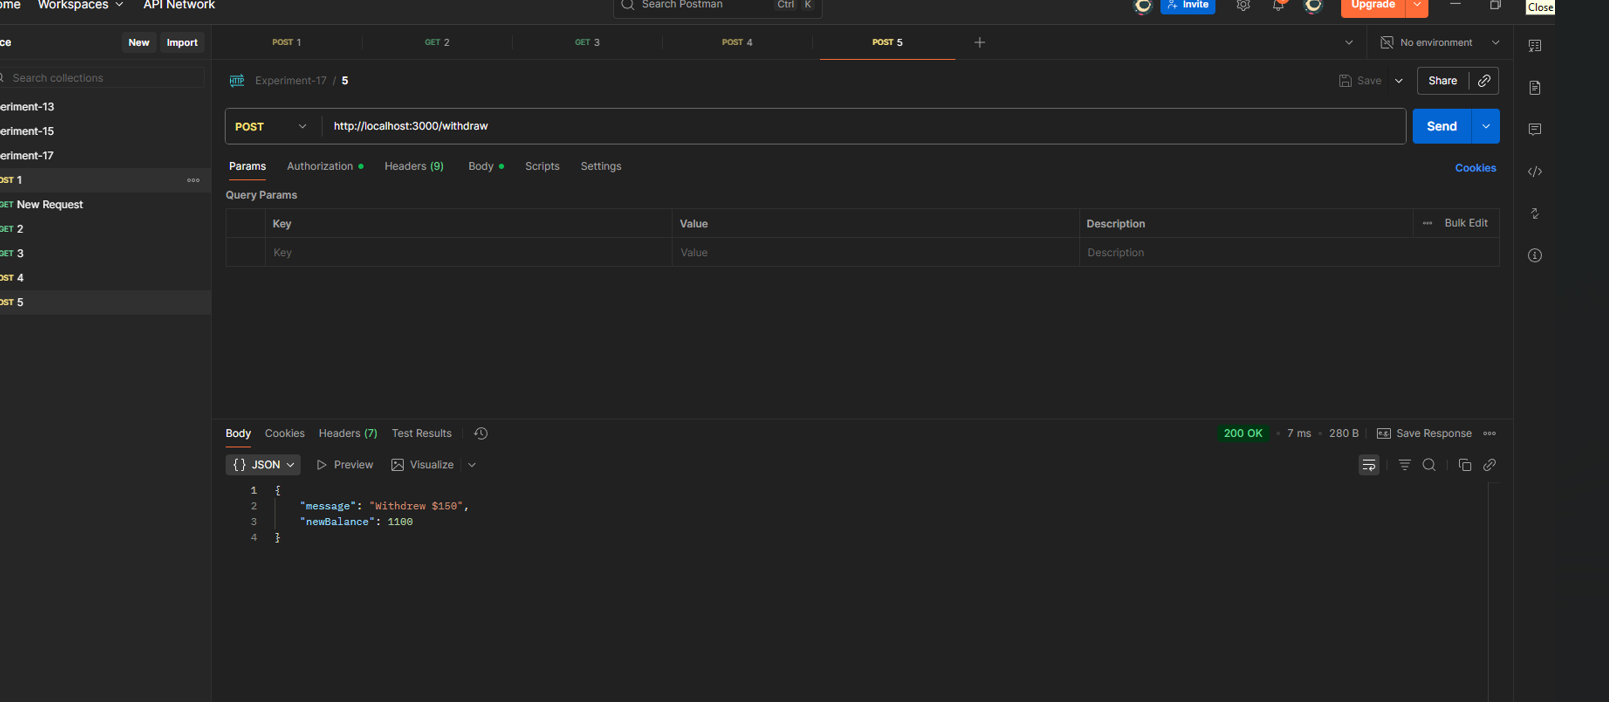 ome Workspaces API Network Search Postman Ctrl K Invite Upgrade Close
ce New Import POST 1 GET 2 GET 3 POST 4 POST 5 No environment
Search collections
Experiment-17 / 5 Save Share
eriment-13
eriment-15
eriment-17
OST 1
GET New Request
GET 2
GET 3
OST 4
OST 5
POST http://localhost:3000/withdraw Send
Params Authorization Headers (9) Body Scripts Settings Cookies
Query Params
Key Value Description Bulk Edit
Key Value Description
Body Cookies Headers (7) Test Results 200 OK 7 ms 280 B Save Response
{} JSON Preview Visualize
1 {
2 "message": "Withdrew $150",
3 "newBalance": 1100
4 }